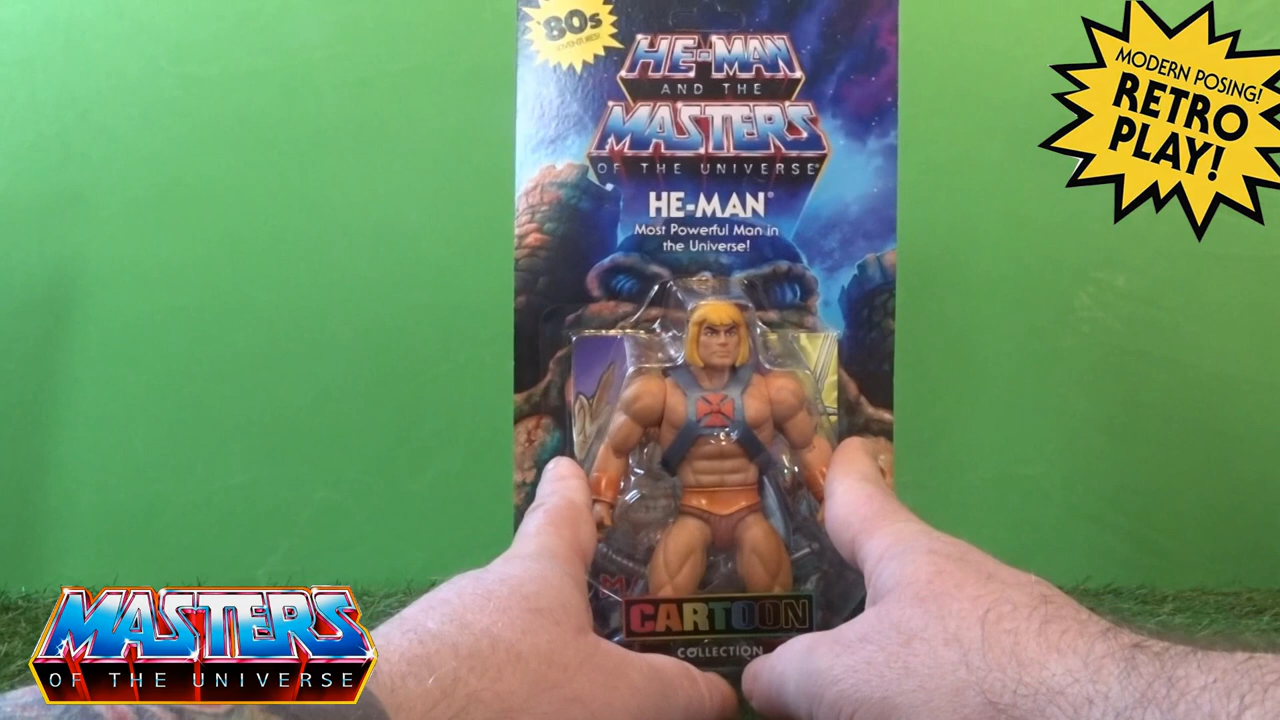 '80s
HE-MAN
AND THE
MASTERS
OF THE UNIVERSE®
HE-MAN®
Most Powerful Man in
the Universe!
CARTOON
COLLECTION
MODERN POSING!
RETRO
PLAY!
MASTERS
OF THE UNIVERSE™